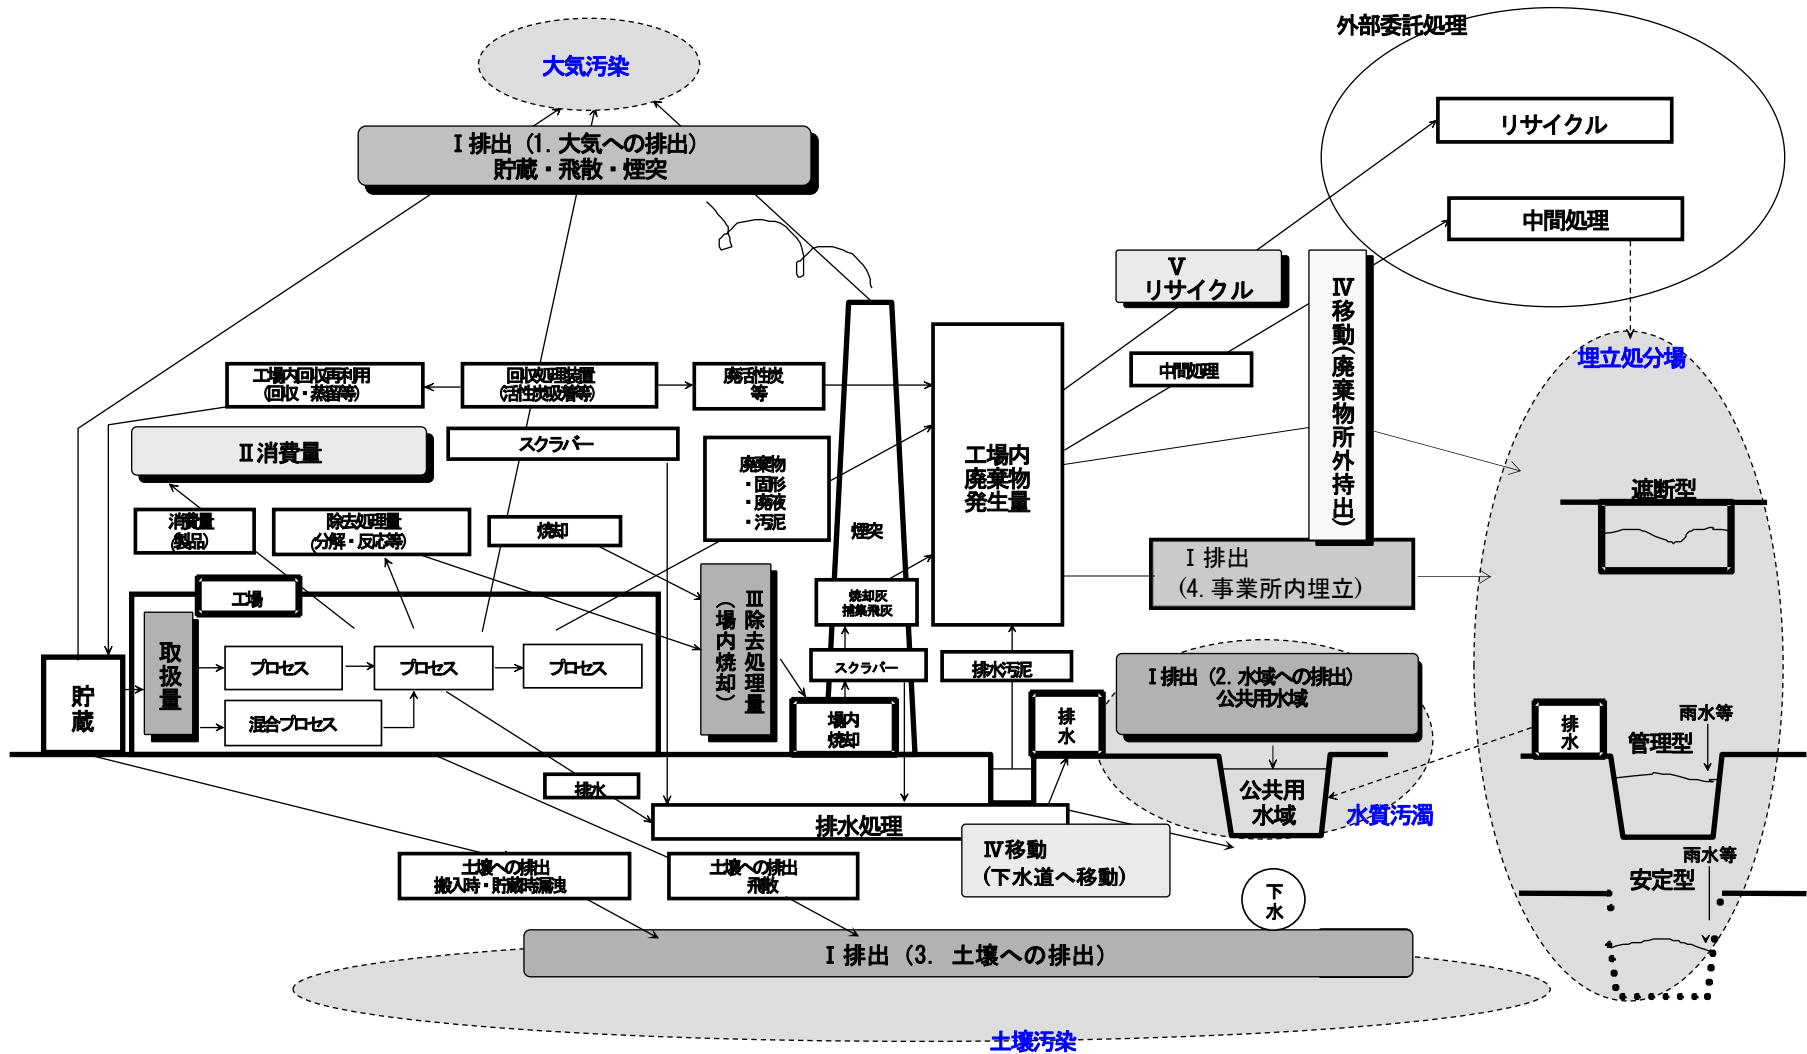 外部委託処理
大気汚染
リサイクル
Ⅰ排出（1．大気への排出）
貯蔵・飛散・煙突
中間処理
Ⅴ
リサイクル
Ⅳ移動（廃棄物所外持出）
埋立処分場
中間処理
工場内回収再利用
(回収・蒸留等)
回収処理装置
(活性炭吸着等)
廃活性炭
等
Ⅱ消費量
スクラバー
廃棄物
・固形
・廃液
・汚泥
工場内
廃棄物
発生量
遮断型
消費量
(製品)
除去処理量
(分解・反応等)
焼却
煙突
Ⅰ排出
(4．事業所内埋立)
工場
Ⅲ除去処理量
（場内焼却）
焼却灰
捕集飛灰
取扱量
プロセス
プロセス
プロセス
スクラバー
排水汚泥
Ⅰ排出（2．水域への排出）
公共用水域
貯
蔵
混合プロセス
場内
焼却
排
水
排
水
雨水等
管理型
排水
公共用
水域
水質汚濁
排水処理
Ⅳ移動
(下水道へ移動)
雨水等
安定型
土壌への排出
搬入時・貯蔵時漏洩
土壌への排出
飛散
下
水
Ⅰ排出（3． 土壌への排出）
土壌汚染